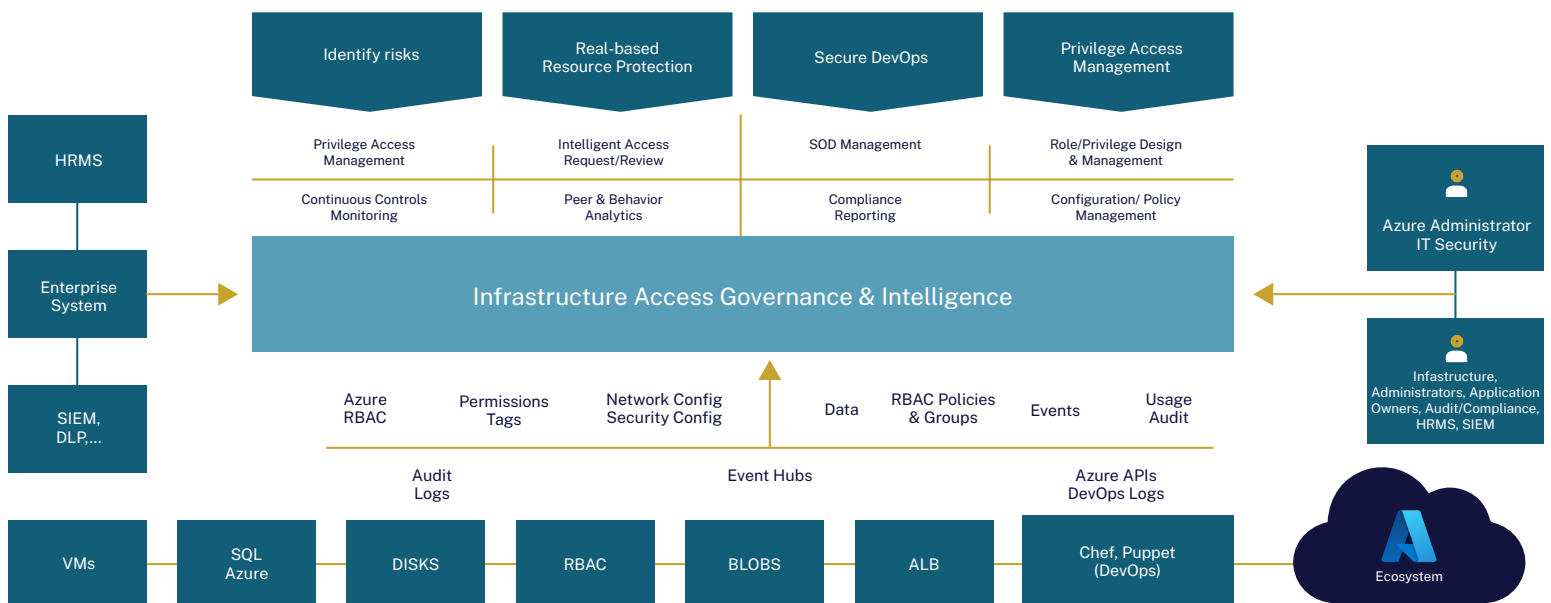 Identify risks
Real-based
Resource Protection
Secure DevOps
Privilege Access
Management
Privilege Access
Management
Intelligent Access
Request/Review
SOD Management
Role/Privilege Design
& Management
Continuous Controls
Monitoring
Peer & Behavior
Analytics
Compliance
Reporting
Configuration/ Policy
Management
HRMS
Enterprise
System
SIEM,
DLP,...
Infrastructure Access Governance & Intelligence
Azure Administrator
IT Security
Infastructure,
Administrators, Application
Owners, Audit/Compliance,
HRMS, SIEM
Azure
RBAC
Permissions
Tags
Network Config
Security Config
Data
RBAC Policies
& Groups
Events
Usage
Audit
Audit
Logs
Event Hubs
Azure APIs
DevOps Logs
VMs
SQL
Azure
DISKS
RBAC
BLOBS
ALB
Chef, Puppet
(DevOps)
Ecosystem